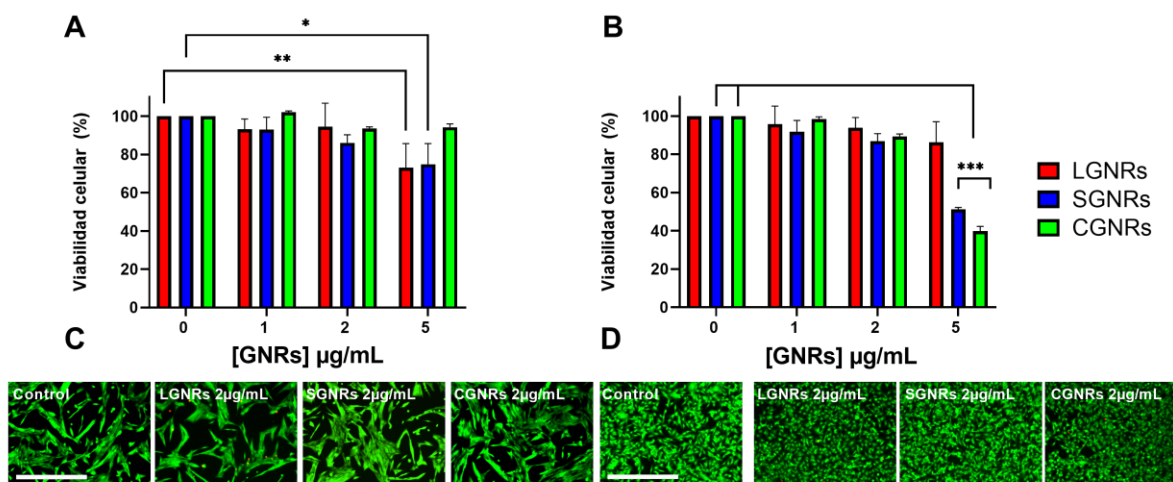 A
B
*
**
***
Viabilidad celular (%)
100
80
60
40
20
0
0 1 2 5
[GNRs] µg/mL
Viabilidad celular (%)
100
80
60
40
20
0
0 1 2 5
[GNRs] µg/mL
LGNRs
SGNRs
CGNRs
C
D
Control
LGNRs 2µg/mL
SGNRs 2µg/mL
CGNRs 2µg/mL
Control
LGNRs 2µg/mL
SGNRs 2µg/mL
CGNRs 2µg/mL